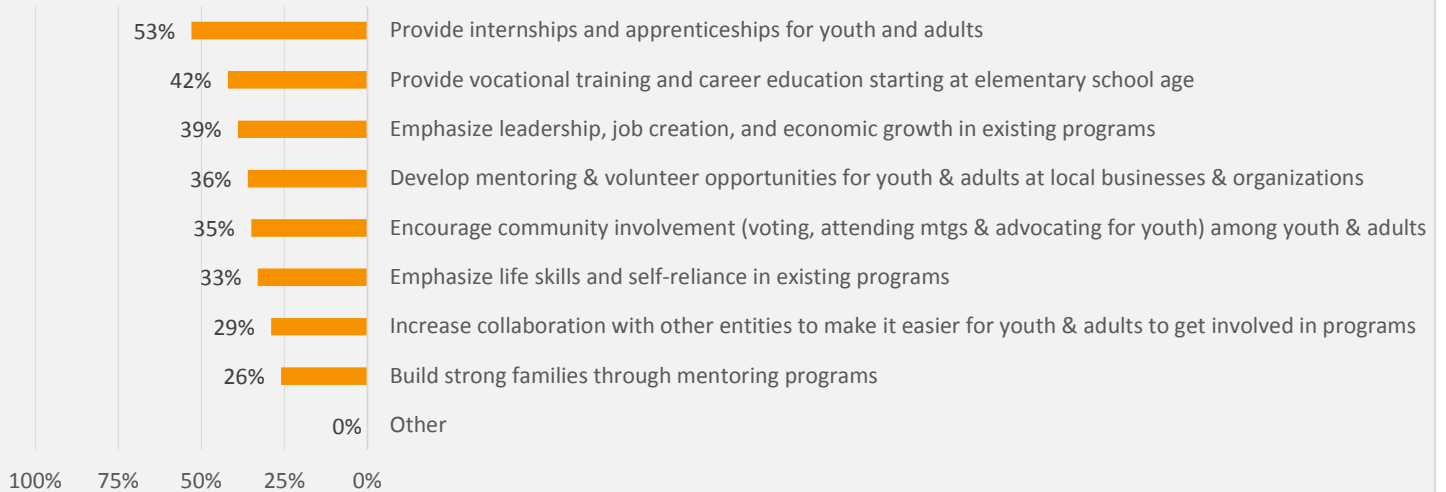 53% Provide internships and apprenticeships for youth and adults
42% Provide vocational training and career education starting at elementary school age
39% Emphasize leadership, job creation, and economic growth in existing programs
36% Develop mentoring & volunteer opportunities for youth & adults at local businesses & organizations
35% Encourage community involvement (voting, attending mtgs & advocating for youth) among youth & adults
33% Emphasize life skills and self-reliance in existing programs
29% Increase collaboration with other entities to make it easier for youth & adults to get involved in programs
26% Build strong families through mentoring programs
0% Other
100% 75% 50% 25% 0%